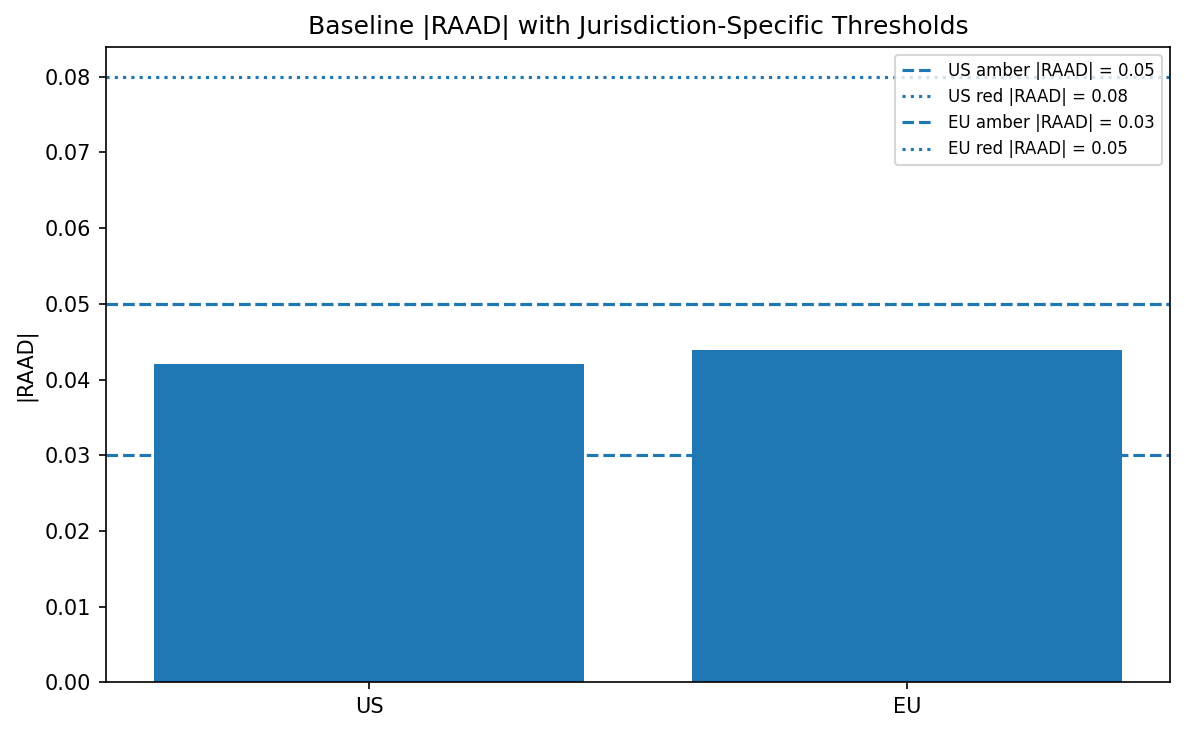 Baseline |RAAD| with Jurisdiction-Specific Thresholds
US amber |RAAD| = 0.05
US red |RAAD| = 0.08
EU amber |RAAD| = 0.03
EU red |RAAD| = 0.05
|RAAD|
0.08
0.07
0.06
0.05
0.04
0.03
0.02
0.01
0.00
US
EU